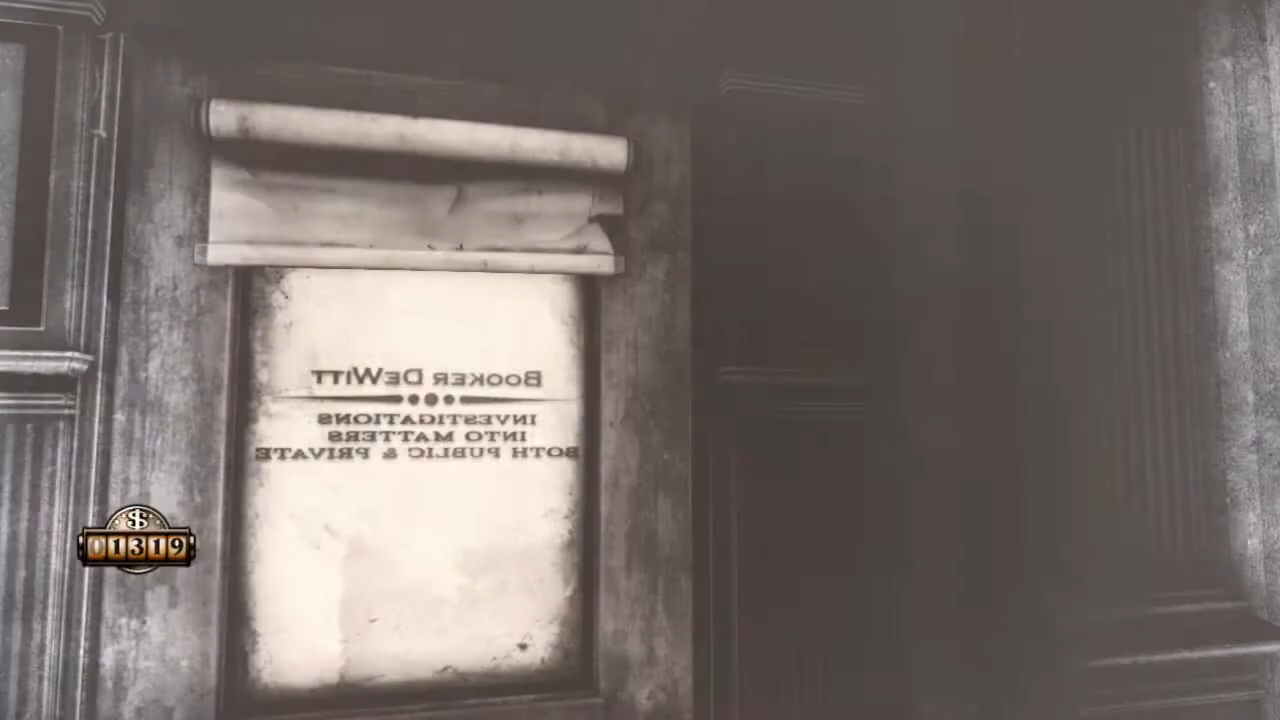 BOOKER DEWITT
INVESTIGATIONS
INTO MATTERS
BOTH PUBLIC & PRIVATE
$
01319